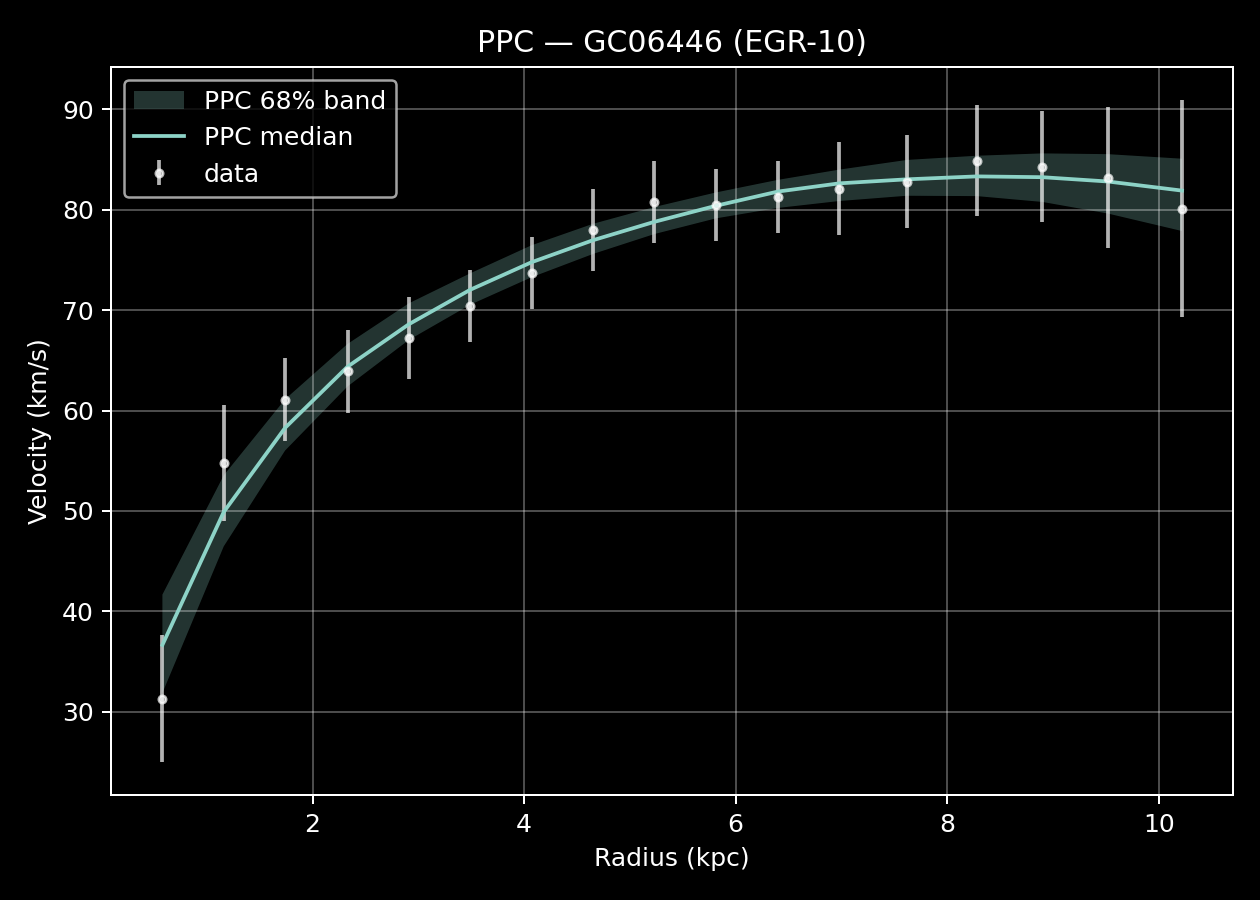 PPC — GC06446 (EGR-10)
PPC 68% band
PPC median
data
90
80
70
60
50
40
30
Velocity (km/s)
2 4 6 8 10
Radius (kpc)